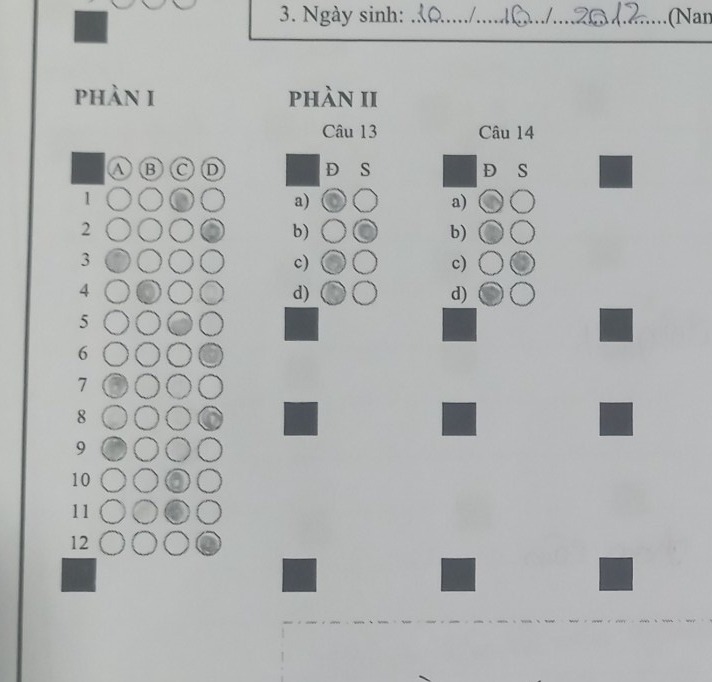 3. Ngày sinh: 10 / 10 / 2012 (Nam
PHẦN I
PHẦN II
Câu 13
Câu 14
A B C D
Đ S
Đ S
1
a)
a)
2
b)
b)
3
c)
c)
4
d)
d)
5
6
7
8
9
10
11
12